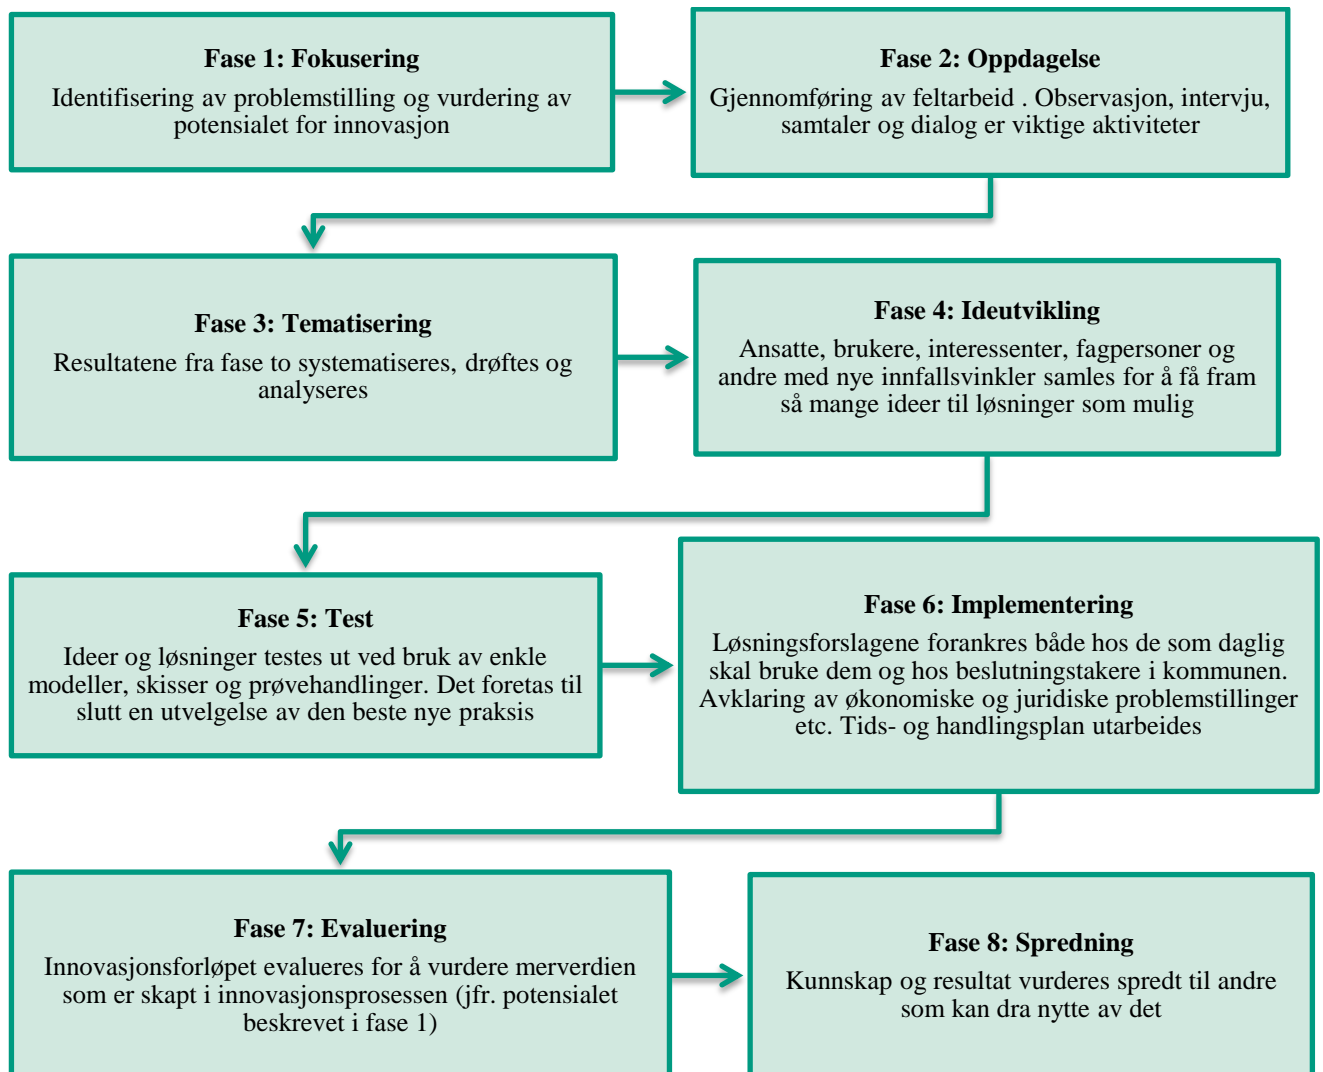 Fase 1: Fokusering
Identifisering av problemstilling og vurdering av
potensialet for innovasjon
Fase 2: Oppdagelse
Gjennomføring av feltarbeid . Observasjon, intervju,
samtaler og dialog er viktige aktiviteter
Fase 3: Tematisering
Resultatene fra fase to systematiseres, drøftes og
analyseres
Fase 4: Ideutvikling
Ansatte, brukere, interessenter, fagpersoner og
andre med nye innfallsvinkler samles for å få fram
så mange ideer til løsninger som mulig
Fase 5: Test
Ideer og løsninger testes ut ved bruk av enkle
modeller, skisser og prøvehandlinger. Det foretas til
slutt en utvelgelse av den beste nye praksis
Fase 6: Implementering
Løsningsforslagene forankres både hos de som daglig
skal bruke dem og hos beslutningstakere i kommunen.
Avklaring av økonomiske og juridiske problemstillinger
etc. Tids- og handlingsplan utarbeides
Fase 7: Evaluering
Innovasjonsforløpet evalueres for å vurdere merverdien
som er skapt i innovasjonsprosessen (jfr. potensialet
beskrevet i fase 1)
Fase 8: Spredning
Kunnskap og resultat vurderes spredt til andre
som kan dra nytte av det